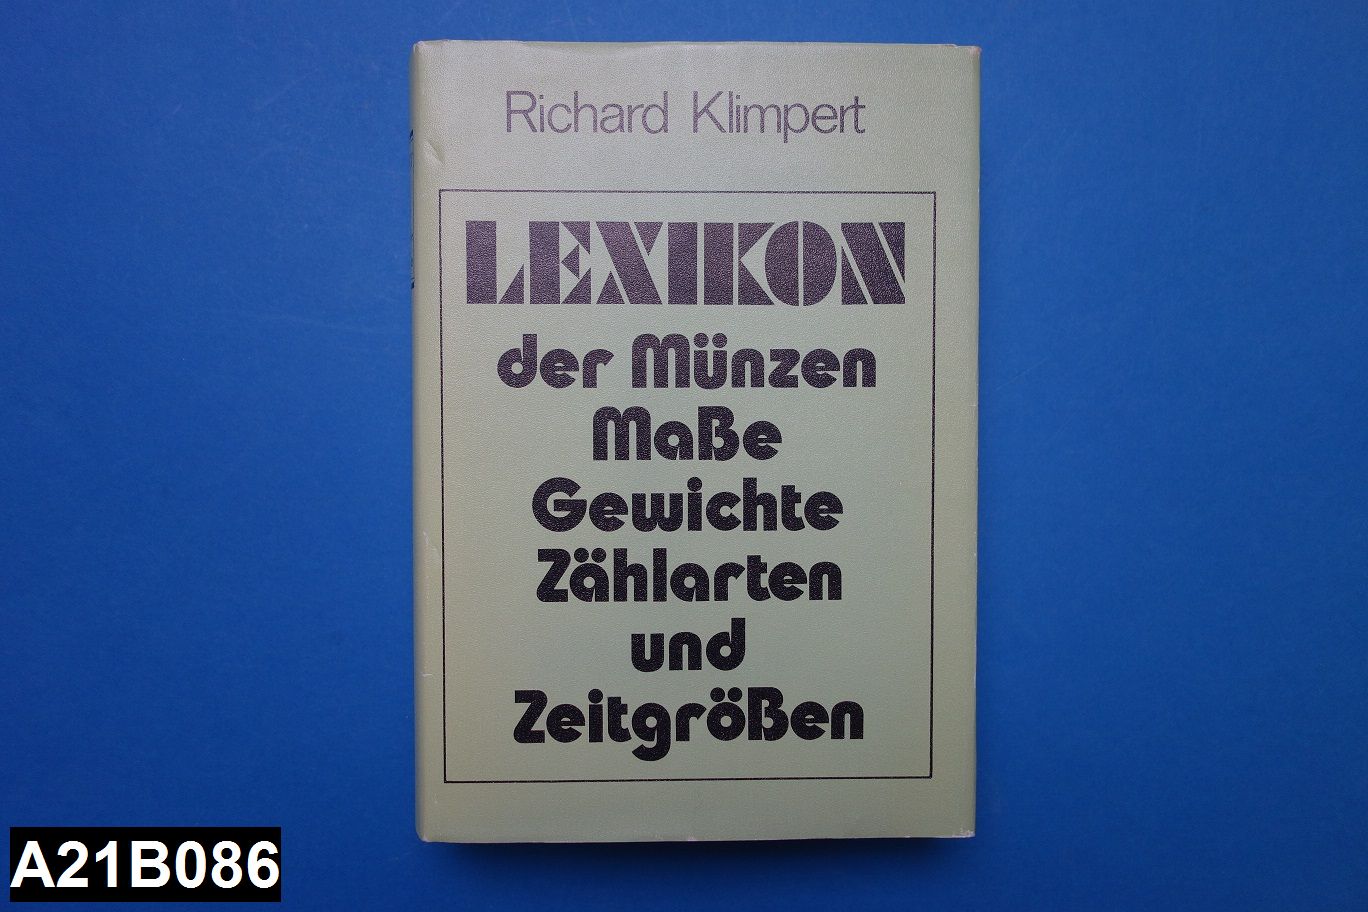 Richard Klimpert
LEXIKON
der Münzen
Maße
Gewichte
Zählarten
und
Zeitgrößen
A21B086